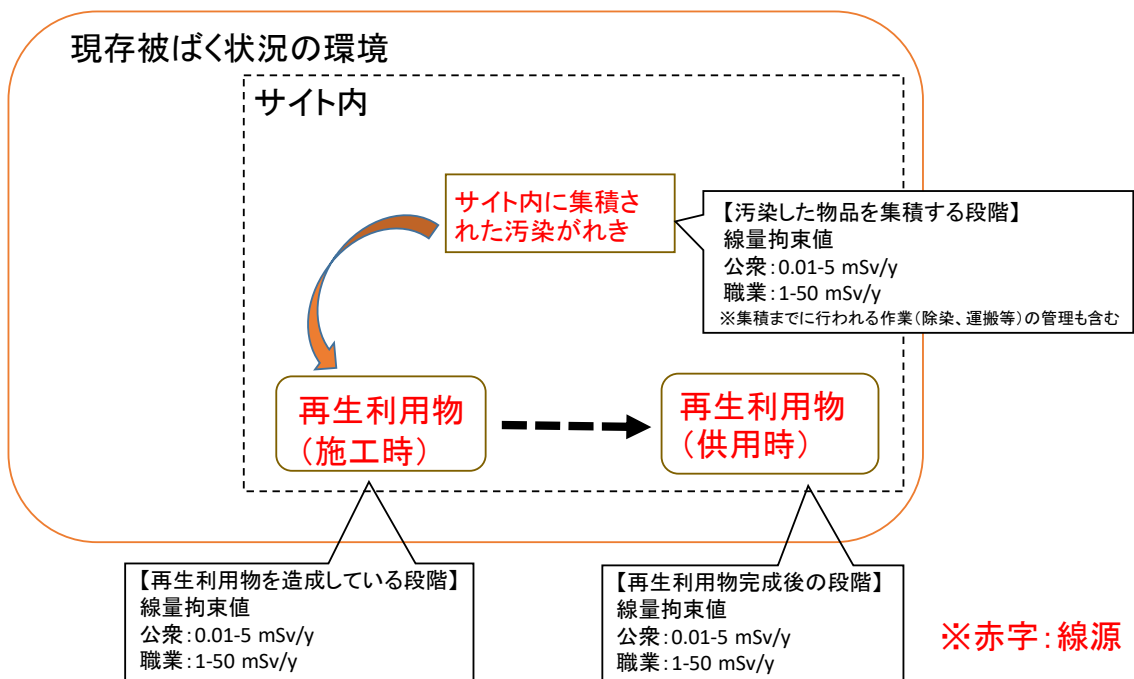 現存被ばく状況の環境
サイト内
サイト内に集積さ
れた汚染がれき
【汚染した物品を集積する段階】
線量拘束値
公衆：0.01-5 mSv/y
職業：1-50 mSv/y
※集積までに行われる作業（除染、運搬等）の管理も含む
再生利用物
（施工時）
再生利用物
（供用時）
【再生利用物を造成している段階】
線量拘束値
公衆：0.01-5 mSv/y
職業：1-50 mSv/y
【再生利用物完成後の段階】
線量拘束値
公衆：0.01-5 mSv/y
職業：1-50 mSv/y
※赤字：線源